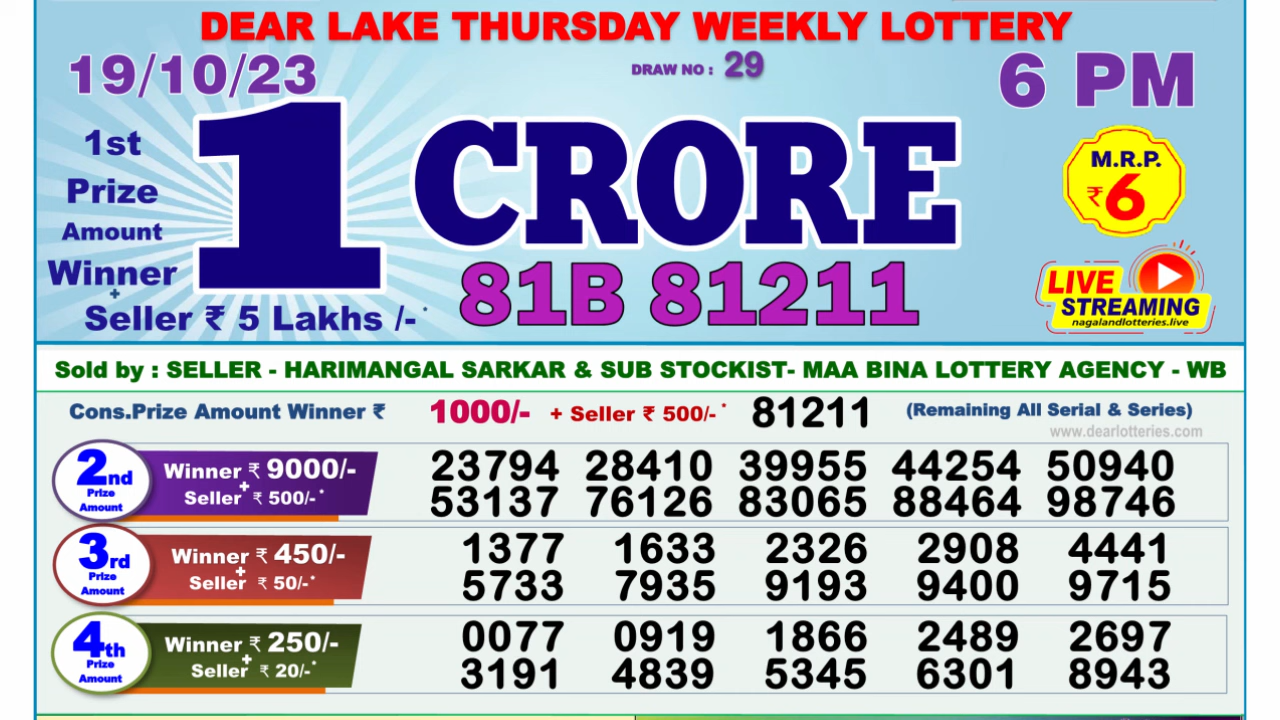 DEAR LAKE THURSDAY WEEKLY LOTTERY
19/10/23
DRAW NO : 29
6 PM
1st
Prize
Amount
Winner
+
Seller ₹ 5 Lakhs /-*
1 CRORE
81B 81211
M.R.P.
₹6
LIVE
STREAMING
nagalandlotteries.live
Sold by : SELLER - HARIMANGAL SARKAR & SUB STOCKIST- MAA BINA LOTTERY AGENCY - WB
Cons.Prize Amount Winner ₹ 1000/- + Seller ₹ 500/-* 81211 (Remaining All Serial & Series)
www.dearlotteries.com
2nd
Prize
Amount
Winner ₹ 9000/-
+
Seller ₹ 500/-*
23794 28410 39955 44254 50940
53137 76126 83065 88464 98746
3rd
Prize
Amount
Winner ₹ 450/-
+
Seller ₹ 50/-*
1377 1633 2326 2908 4441
5733 7935 9193 9400 9715
4th
Prize
Amount
Winner ₹ 250/-
+
Seller ₹ 20/-*
0077 0919 1866 2489 2697
3191 4839 5345 6301 8943